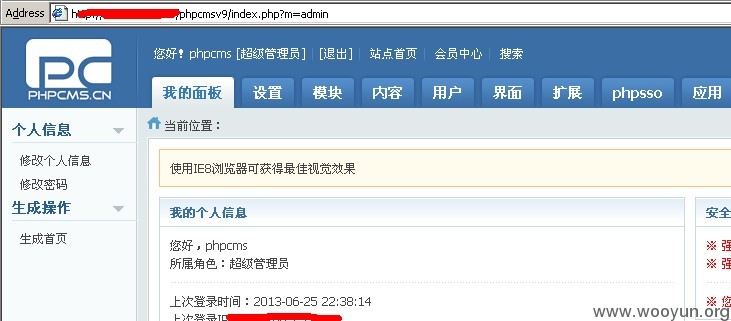 Address http:// /phpcmsv9/index.php?m=admin
PC
PHPCMS.CN
您好! phpcms [超级管理员] | [退出] | 站点首页 | 会员中心 | 搜索
我的面板 设置 模块 内容 用户 界面 扩展 phpsso 应用
当前位置：
个人信息
修改个人信息
修改密码
生成操作
生成首页
使用IE8浏览器可获得最佳视觉效果
我的个人信息
您好，phpcms
所属角色：超级管理员
上次登录时间：2013-06-25 22:38:14
上次登录IP
安全
※ 强
※ 强
※ 您
www.wooyun.org